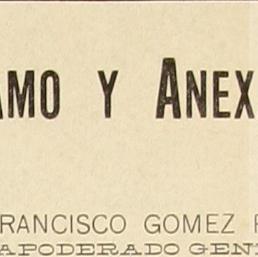 AMO Y ANEX
FRANCISCO GOMEZ
APODERADO GEN